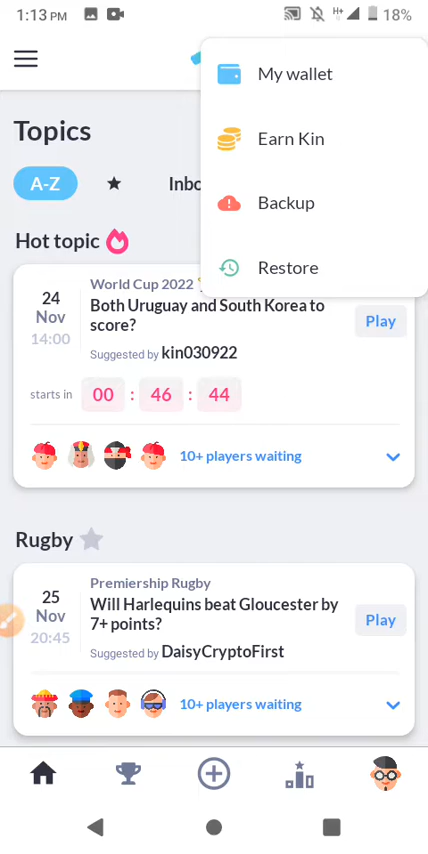 1:13 PM
H+
18%
My wallet
Earn Kin
Backup
Restore
Topics
A-Z
Inbo
Hot topic
World Cup 2022
24
Nov
14:00
Both Uruguay and South Korea to
score?
Suggested by kin030922
Play
starts in 00 : 46 : 44
10+ players waiting
Rugby
Premiership Rugby
25
Nov
20:45
Will Harlequins beat Gloucester by
7+ points?
Suggested by DaisyCryptoFirst
Play
10+ players waiting